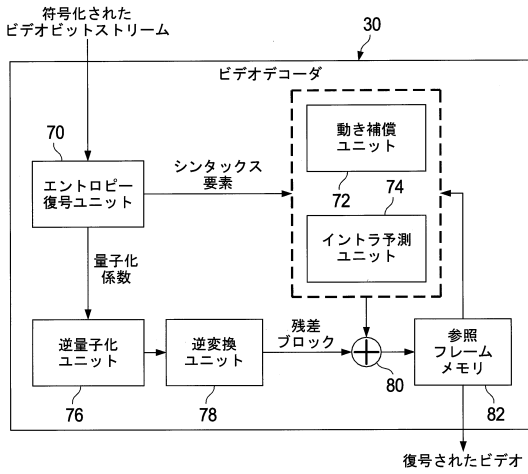 符号化された
ビデオビットストリーム
30
ビデオデコーダ
70
エントロピー
復号ユニット
シンタックス
要素
動き補償
ユニット
72
74
イントラ予測
ユニット
量子化
係数
逆量子化
ユニット
76
逆変換
ユニット
78
残差
ブロック
80
参照
フレーム
メモリ
82
復号されたビデオ